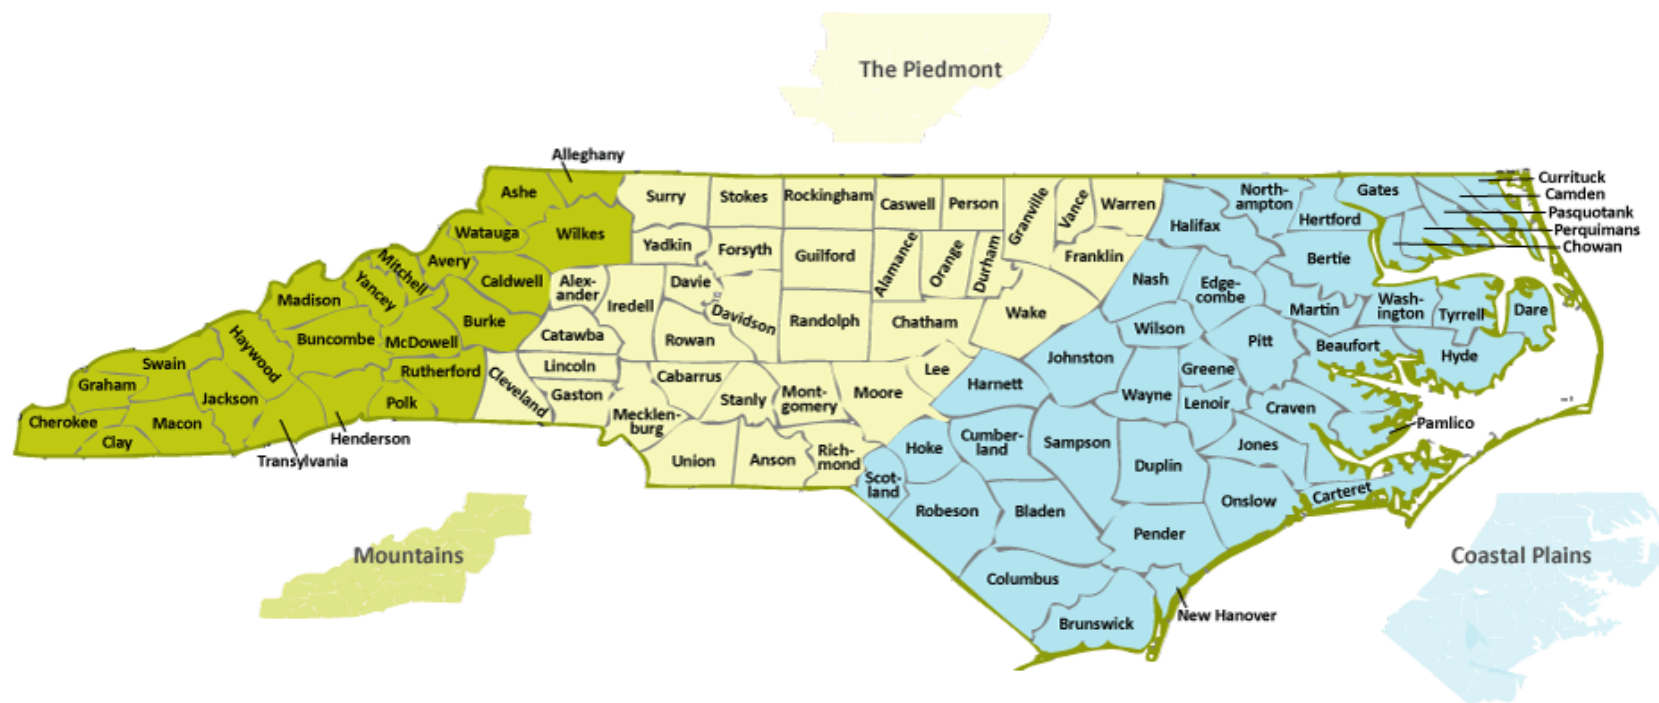 The Piedmont
Alleghany
Ashe
Surry
Stokes
Rockingham
Caswell
Person
Granville
Vance
Warren
Halifax
North-
ampton
Hertford
Gates
Currituck
Camden
Pasquotank
Perquimans
Chowan
Watauga
Wilkes
Yadkin
Forsyth
Guilford
Alamance
Orange
Durham
Franklin
Nash
Edge-
combe
Bertie
Mitchell
Avery
Caldwell
Alex-
ander
Iredell
Davie
Davidson
Randolph
Chatham
Wake
Wilson
Martin
Wash-
ington
Tyrrell
Dare
Madison
Yancey
Buncombe
McDowell
Burke
Catawba
Rowan
Johnston
Pitt
Beaufort
Hyde
Haywood
Swain
Graham
Jackson
Rutherford
Polk
Cleveland
Lincoln
Gaston
Cabarrus
Stanly
Mont-
gomery
Moore
Lee
Harnett
Wayne
Greene
Lenoir
Craven
Pamlico
Cherokee
Clay
Macon
Transylvania
Henderson
Mecklen-
burg
Union
Anson
Rich-
mond
Scot-
land
Hoke
Cumber-
land
Sampson
Duplin
Jones
Onslow
Carteret
Robeson
Bladen
Pender
Columbus
Brunswick
New Hanover
Mountains
Coastal Plains